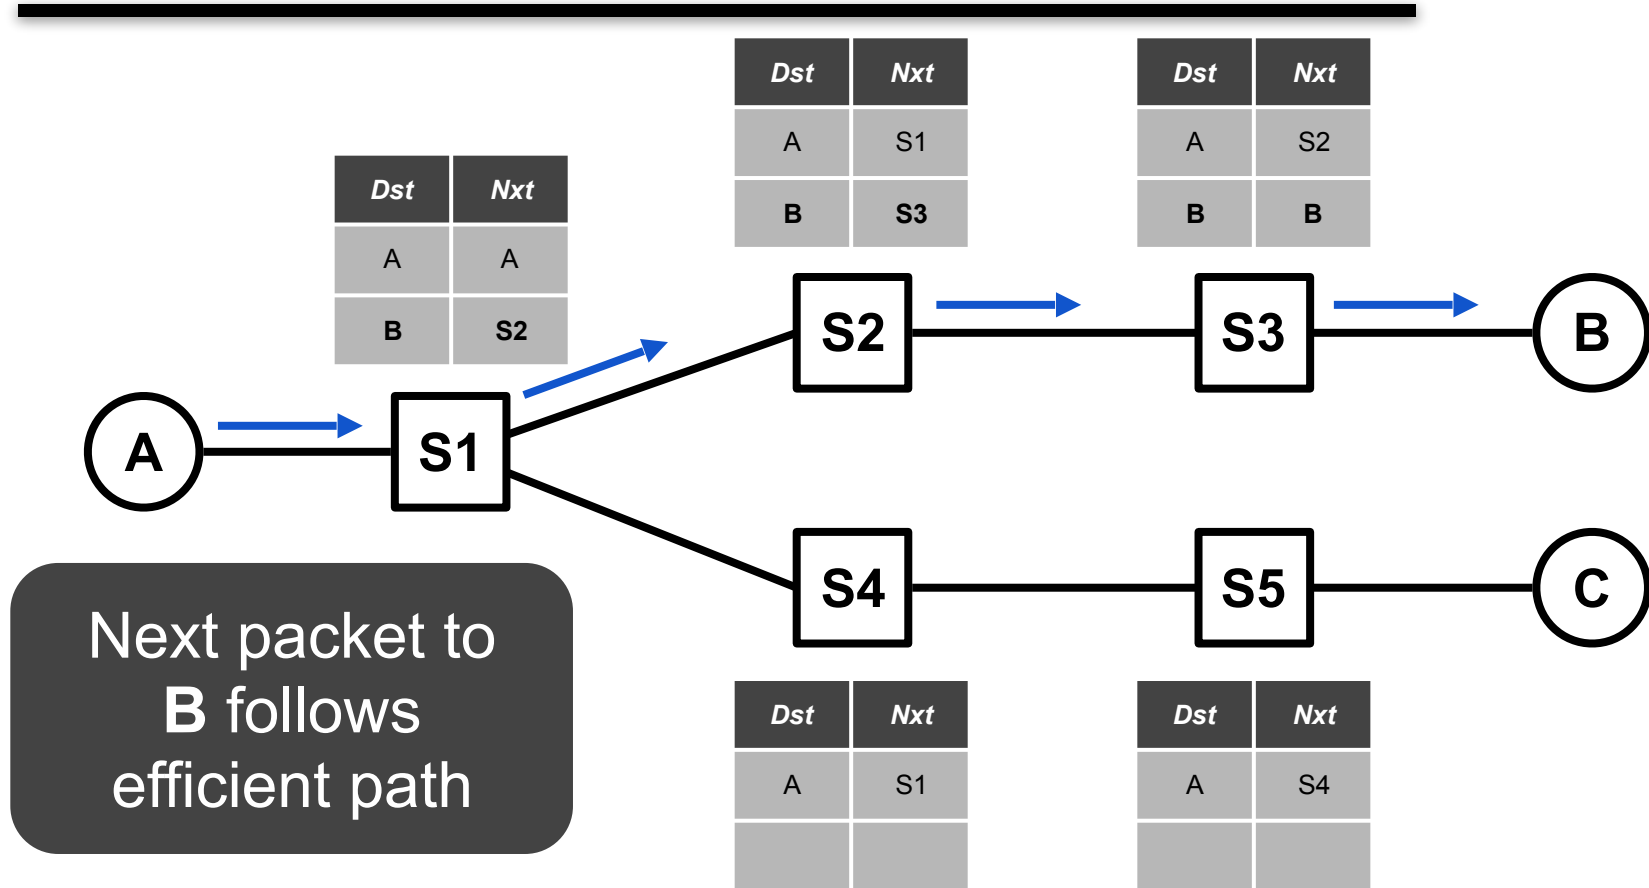 Dst Nxt
A S1
B S3
Dst Nxt
A S2
B B
Dst Nxt
A A
B S2
S2
S3
B
A
S1
S4
S5
C
Next packet to
B follows
efficient path
Dst Nxt
A S1
Dst Nxt
A S4